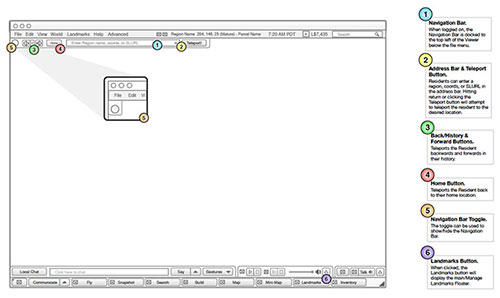 File Edit View World Landmarks Help Advanced
Region Name 264, 146, 23 (Mature) - Parcel Name
7:20 AM PDT
L$7,435
Search
5
3
Home
4
Enter Region name, coords, or SLURL
1
2
Teleport!
File Edit W
5
Local Chat
Click here to chat
Say
Gestures
Talk
6
Communicate
Fly
Snapshot
Search
Build
Map
Mini-Map
Landmarks
Inventory
1
Navigation Bar.
When toggled on, the
Navigation Bar is docked to
the top left of the Viewer
below the file menu.
2
Address Bar & Teleport
Button.
Residents can enter a
region, coords, or SLURL in
the address bar. Hitting
return or clicking the
Teleport button will attempt
to teleport the resident to the
desired location.
3
Back/History &
Forward Buttons.
Teleports the Resident
backwards and forwards in
their history.
4
Home Button.
Teleports the Resident back
to their home location.
5
Navigation Bar Toggle.
The toggle can be used to
show/hide the Navigation
Bar.
6
Landmarks Button.
When clicked, the
Landmarks Button will
display the main/Manage
Landmarks Floater.